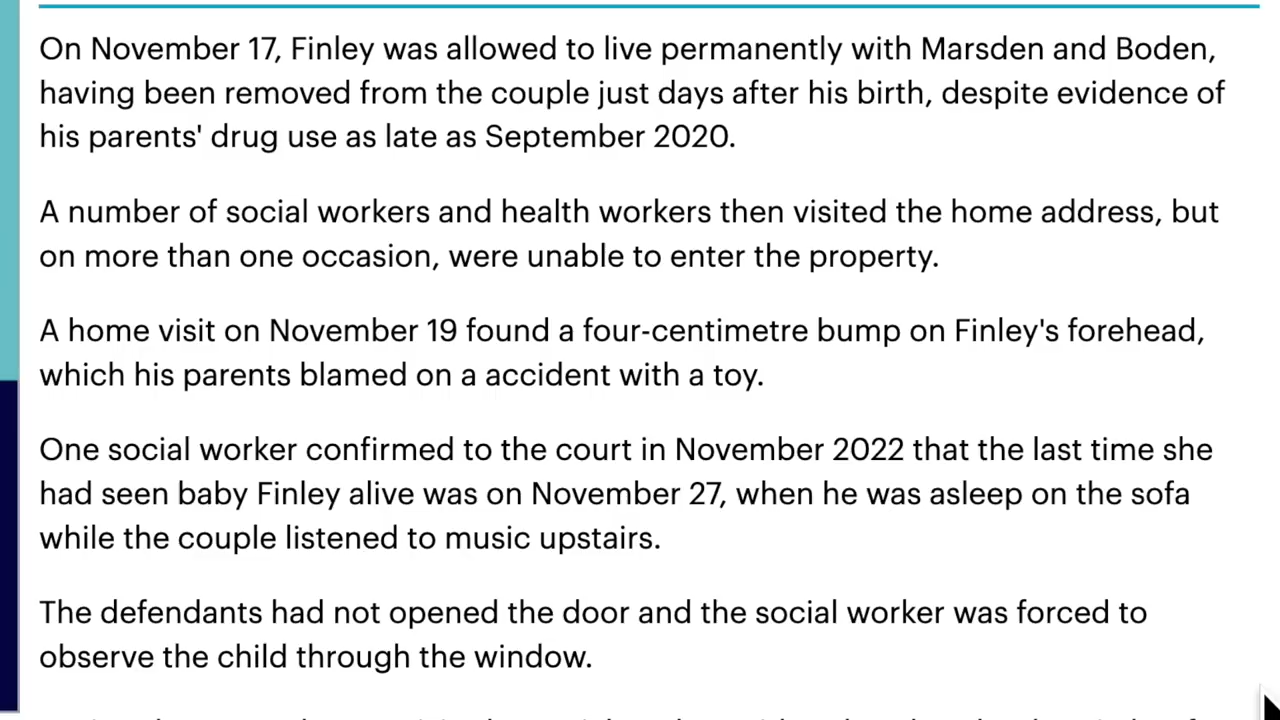 On November 17, Finley was allowed to live permanently with Marsden and Boden,
having been removed from the couple just days after his birth, despite evidence of
his parents' drug use as late as September 2020.
A number of social workers and health workers then visited the home address, but
on more than one occasion, were unable to enter the property.
A home visit on November 19 found a four-centimetre bump on Finley's forehead,
which his parents blamed on a accident with a toy.
One social worker confirmed to the court in November 2022 that the last time she
had seen baby Finley alive was on November 27, when he was asleep on the sofa
while the couple listened to music upstairs.
The defendants had not opened the door and the social worker was forced to
observe the child through the window.